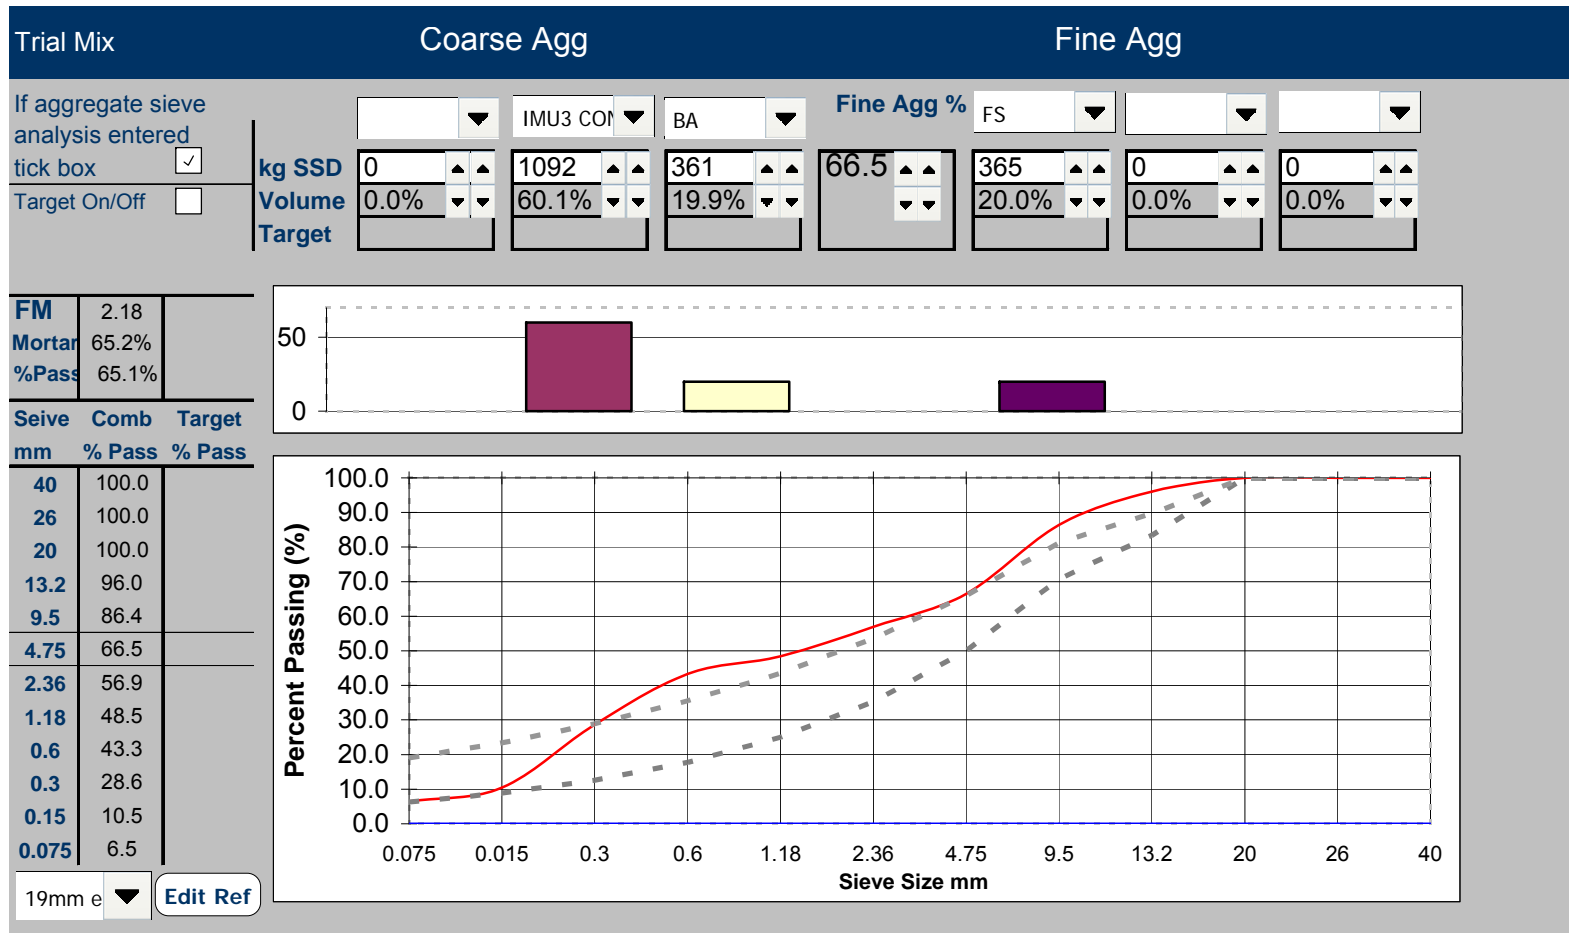 Trial Mix Coarse Agg Fine Agg
If aggregate sieve
analysis entered
tick box
Target On/Off
IMU3 CON BA Fine Agg % FS
kg SSD 0 1092 361 66.5 365 0 0
Volume 0.0% 60.1% 19.9% 20.0% 0.0% 0.0%
Target
FM 2.18
Mortar 65.2%
%Pass 65.1%
Seive Comb Target
mm % Pass % Pass
40 100.0
26 100.0
20 100.0
13.2 96.0
9.5 86.4
4.75 66.5
2.36 56.9
1.18 48.5
0.6 43.3
0.3 28.6
0.15 10.5
0.075 6.5
19mm e Edit Ref
50
0
100.0
90.0
80.0
70.0
60.0
50.0
40.0
30.0
20.0
10.0
0.0
Percent Passing (%)
0.075 0.015 0.3 0.6 1.18 2.36 4.75 9.5 13.2 20 26 40
Sieve Size mm